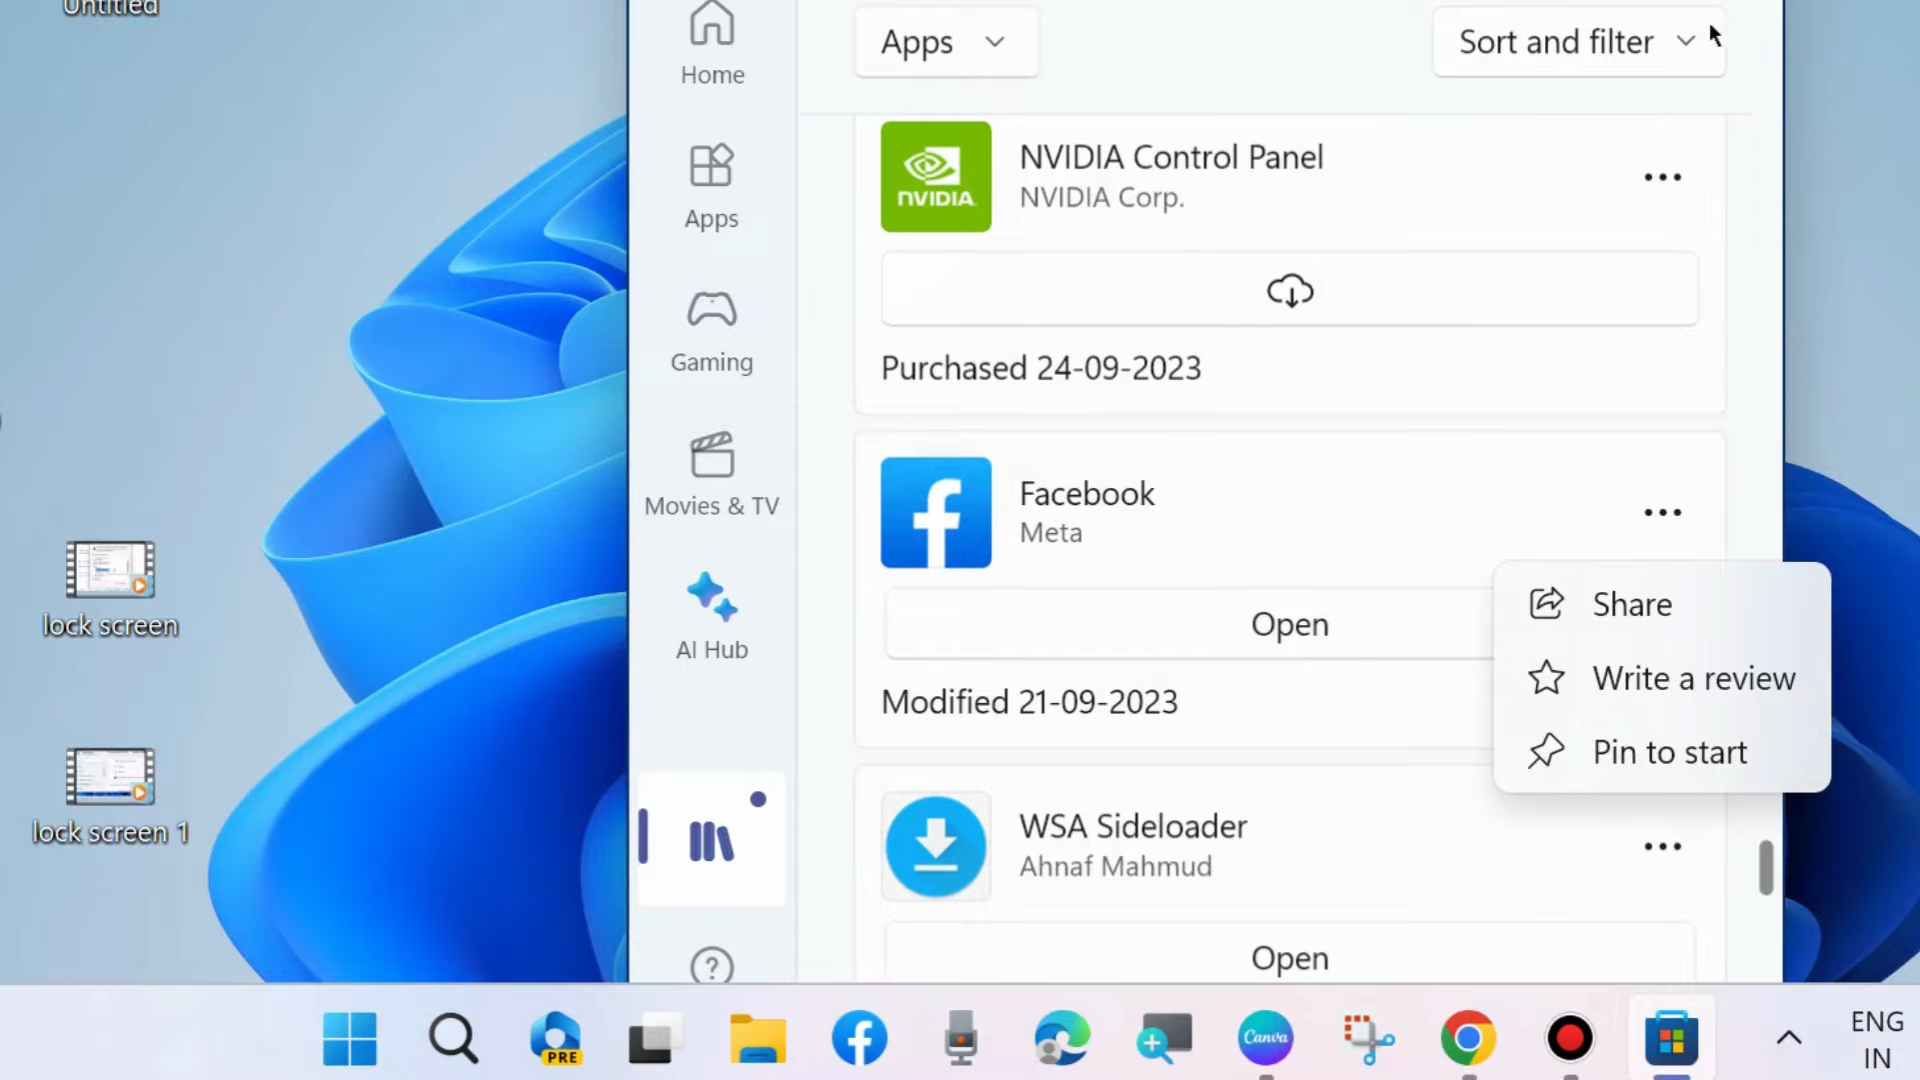 Untitled
lock screen
lock screen 1
Home
Apps
Gaming
Movies & TV
AI Hub
Apps
Sort and filter
NVIDIA
NVIDIA Control Panel
NVIDIA Corp.
Purchased 24-09-2023
Facebook
Meta
Open
Modified 21-09-2023
Share
Write a review
Pin to start
WSA Sideloader
Ahnaf Mahmud
Open
PRE
Canva
ENG
IN